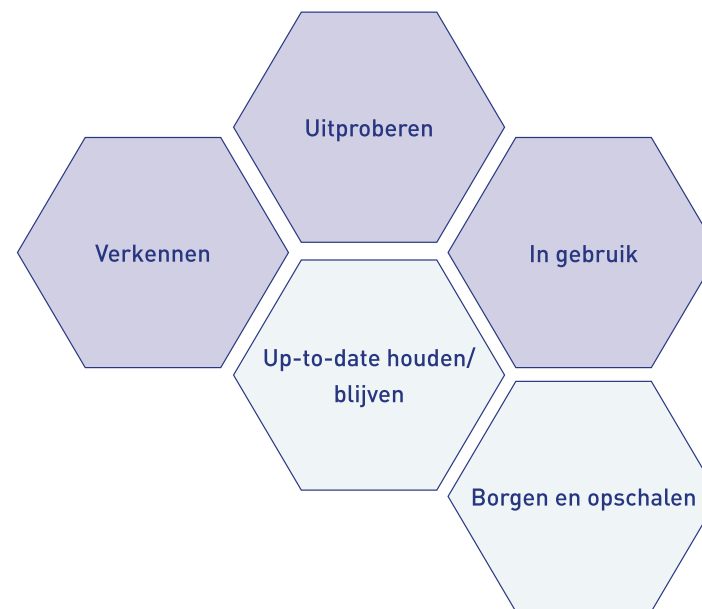 Uitproberen
Verkennen
In gebruik
Up-to-date houden/
blijven
Borgen en opschalen